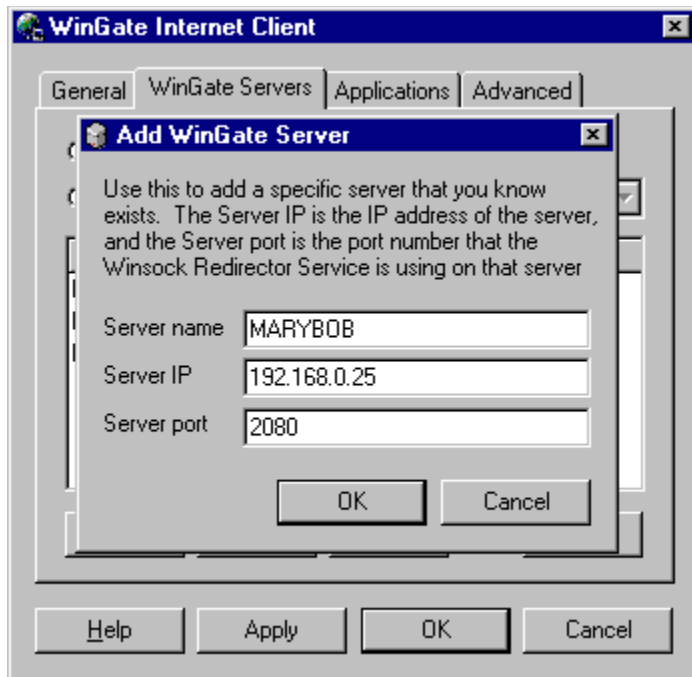 WinGate Internet Client
General
WinGate Servers
Applications
Advanced
Add WinGate Server
Use this to add a specific server that you know
exists. The Server IP is the IP address of the server,
and the Server port is the port number that the
Winsock Redirector Service is using on that server
Server name
MARYBOB
Server IP
192.168.0.25
Server port
2080
OK
Cancel
Help
Apply
OK
Cancel